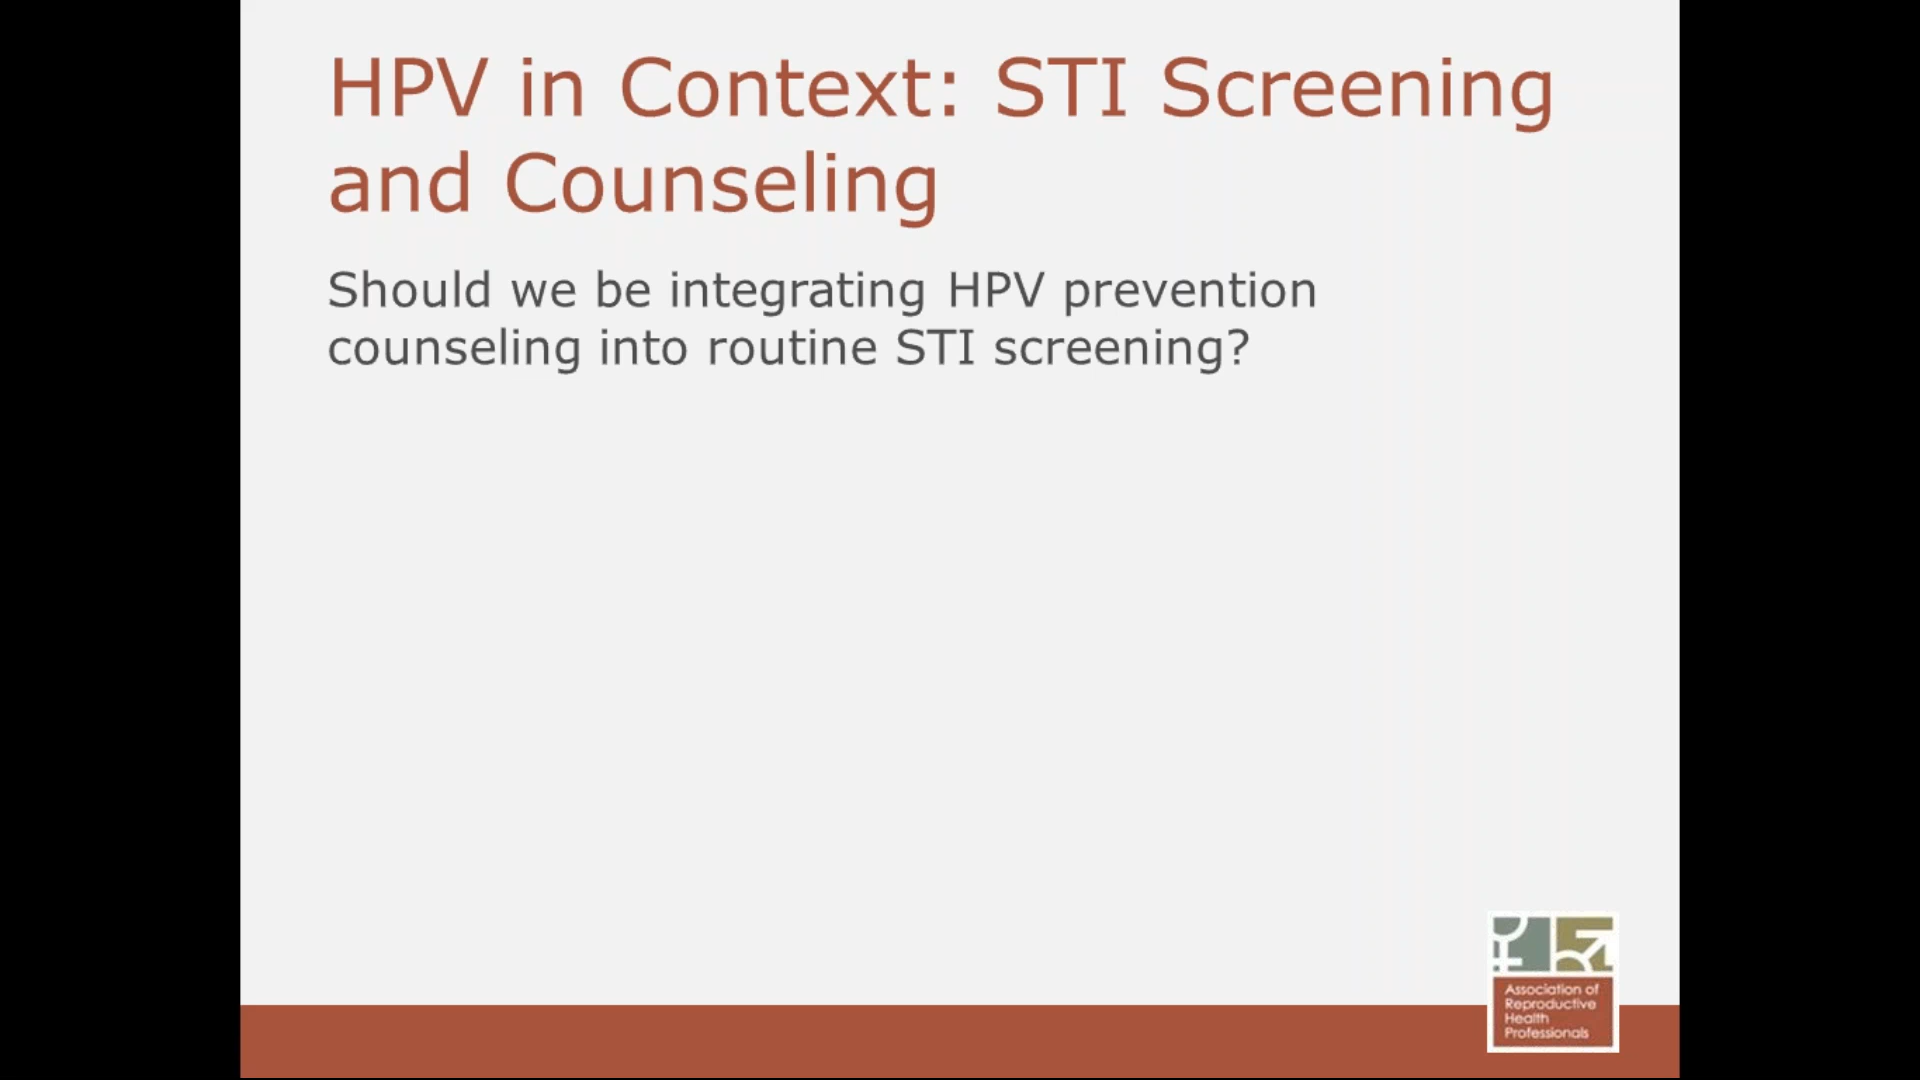 HPV in Context: STI Screening
and Counseling
Should we be integrating HPV prevention
counseling into routine STI screening?
Association of
Reproductive
Health
Professionals